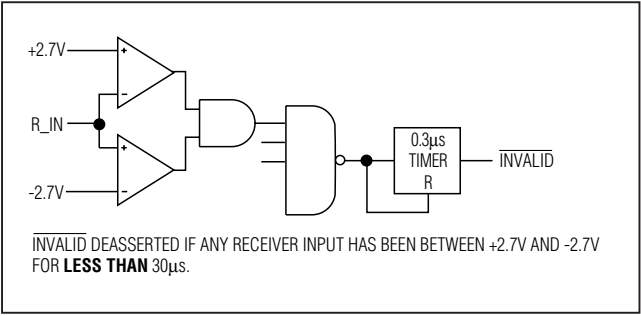 +2.7V
R_IN
-2.7V
0.3μs
TIMER
R
INVALID
INVALID DEASSERTED IF ANY RECEIVER INPUT HAS BEEN BETWEEN +2.7V AND -2.7V
FOR LESS THAN 30μs.